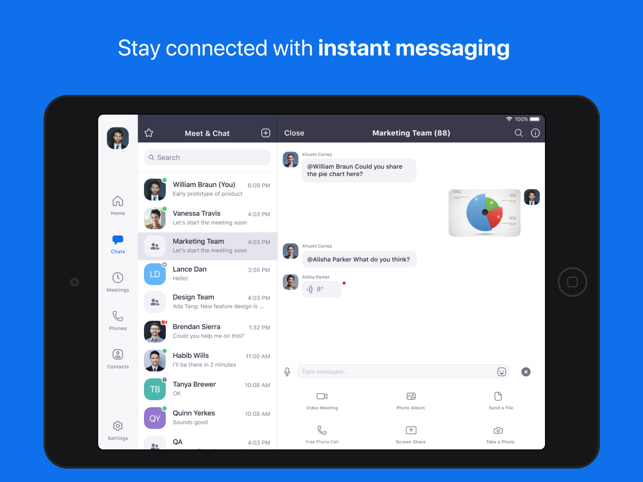 Stay connected with instant messaging
100%
Meet & Chat
Close
Marketing Team (88)
Search
William Braun (You)
6:09 PM
Early prototype of product
Vanessa Travis
4:03 PM
Let's start the meeting soon
Marketing Team
4:03 PM
Let's start the meeting soon
LD
Lance Dan
3:55 PM
Hello!
Design Team
4:03 PM
Ada Tang: New feature design is ...
Brendan Sierra
1:32 PM
Could you help me on this?
Habib Wills
11:00 AM
I'll be there in 2 minutes
TB
Tanya Brewer
10:08 AM
OK
QY
Quinn Yerkes
10:08 AM
Sounds good
QA
4:03 PM
Home
Chats
Meetings
Phones
Contacts
Settings
Khushi Cortez
@William Braun Could you share
the pie chart here?
Khushi Cortez
@Alisha Parker What do you think?
Alisha Parker
8"
Type messages...
Video Meeting
Photo Album
Send a File
Free Phone Call
Screen Share
Take a Photo